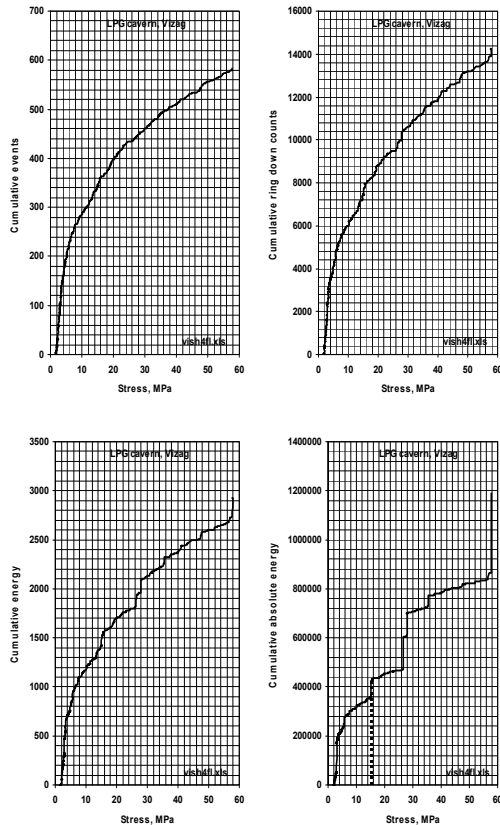 LPG cavern, Vizag
700
600
500
400
300
200
100
0
Cumulative events
0 10 20 30 40 50 60
Stress, MPa
vish4fl.xls
LPG cavern, Vizag
16000
14000
12000
10000
8000
6000
4000
2000
0
Cumulative ring down counts
0 10 20 30 40 50 60
Stress, MPa
vish4fl.xls
LPG cavern, Vizag
3500
3000
2500
2000
1500
1000
500
0
Cumulative energy
0 10 20 30 40 50 60
Stress, MPa
vish4fl.xls
LPG cavern, Vizag
1400000
1200000
1000000
800000
600000
400000
200000
0
Cumulative absolute energy
0 10 20 30 40 50 60
Stress, MPa
vish4fl.xls